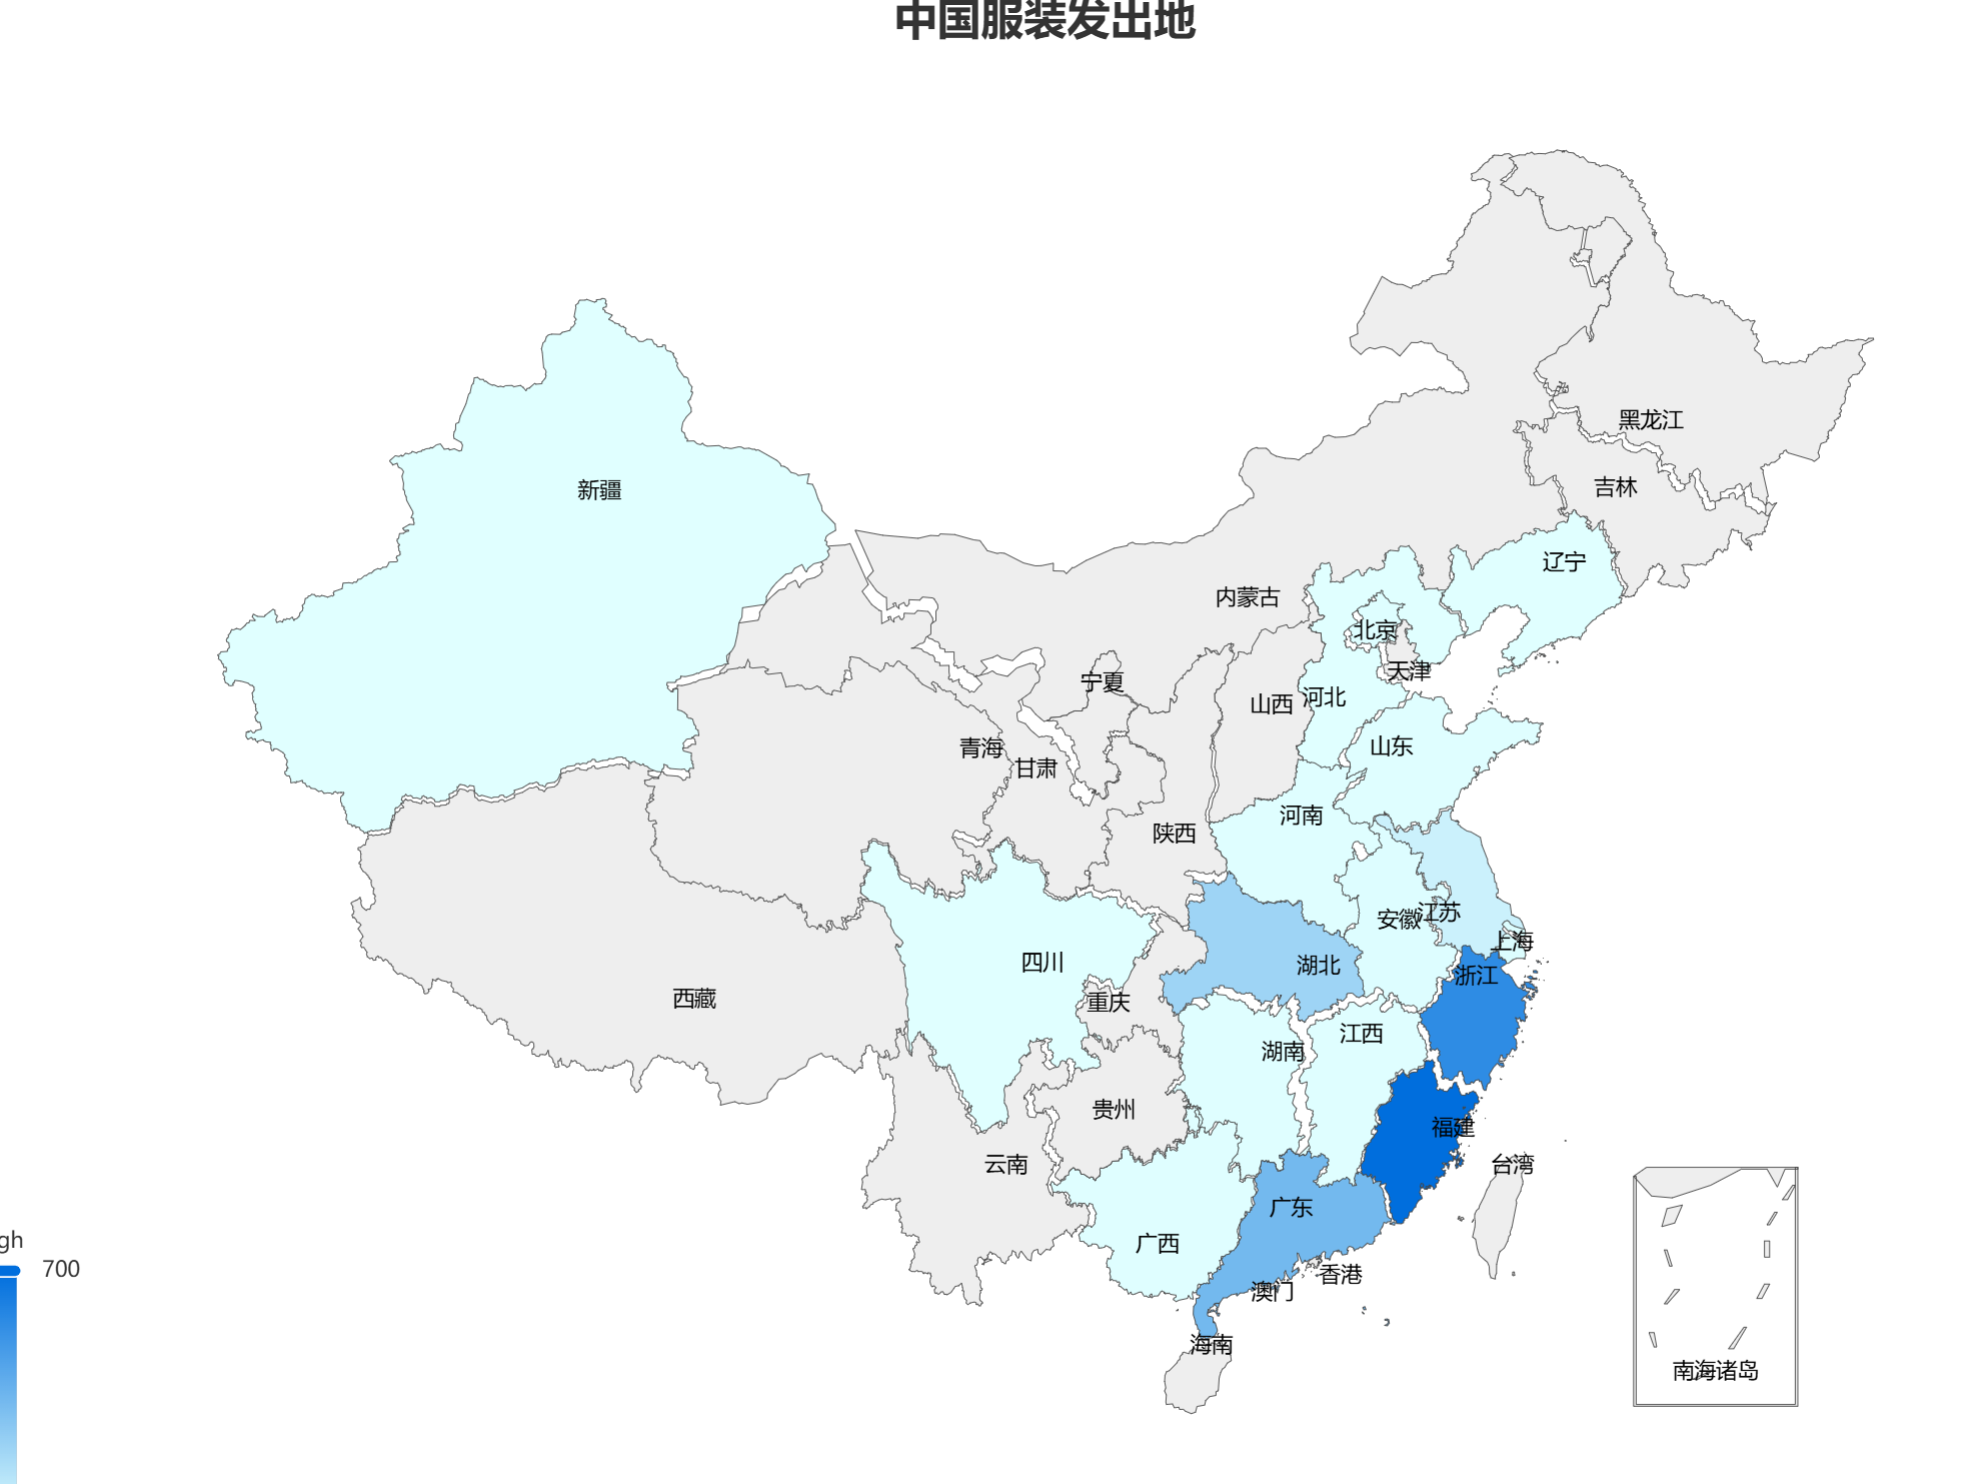 中国服装发出地
黑龙江
吉林
新疆
辽宁
内蒙古
北京
天津
宁夏
山西
河北
青海
山东
甘肃
河南
陕西
安徽
江苏
上海
四川
湖北
浙江
西藏
重庆
江西
湖南
贵州
福建
云南
台湾
广东
广西
gh
700
香港
澳门
海南
南海诸岛